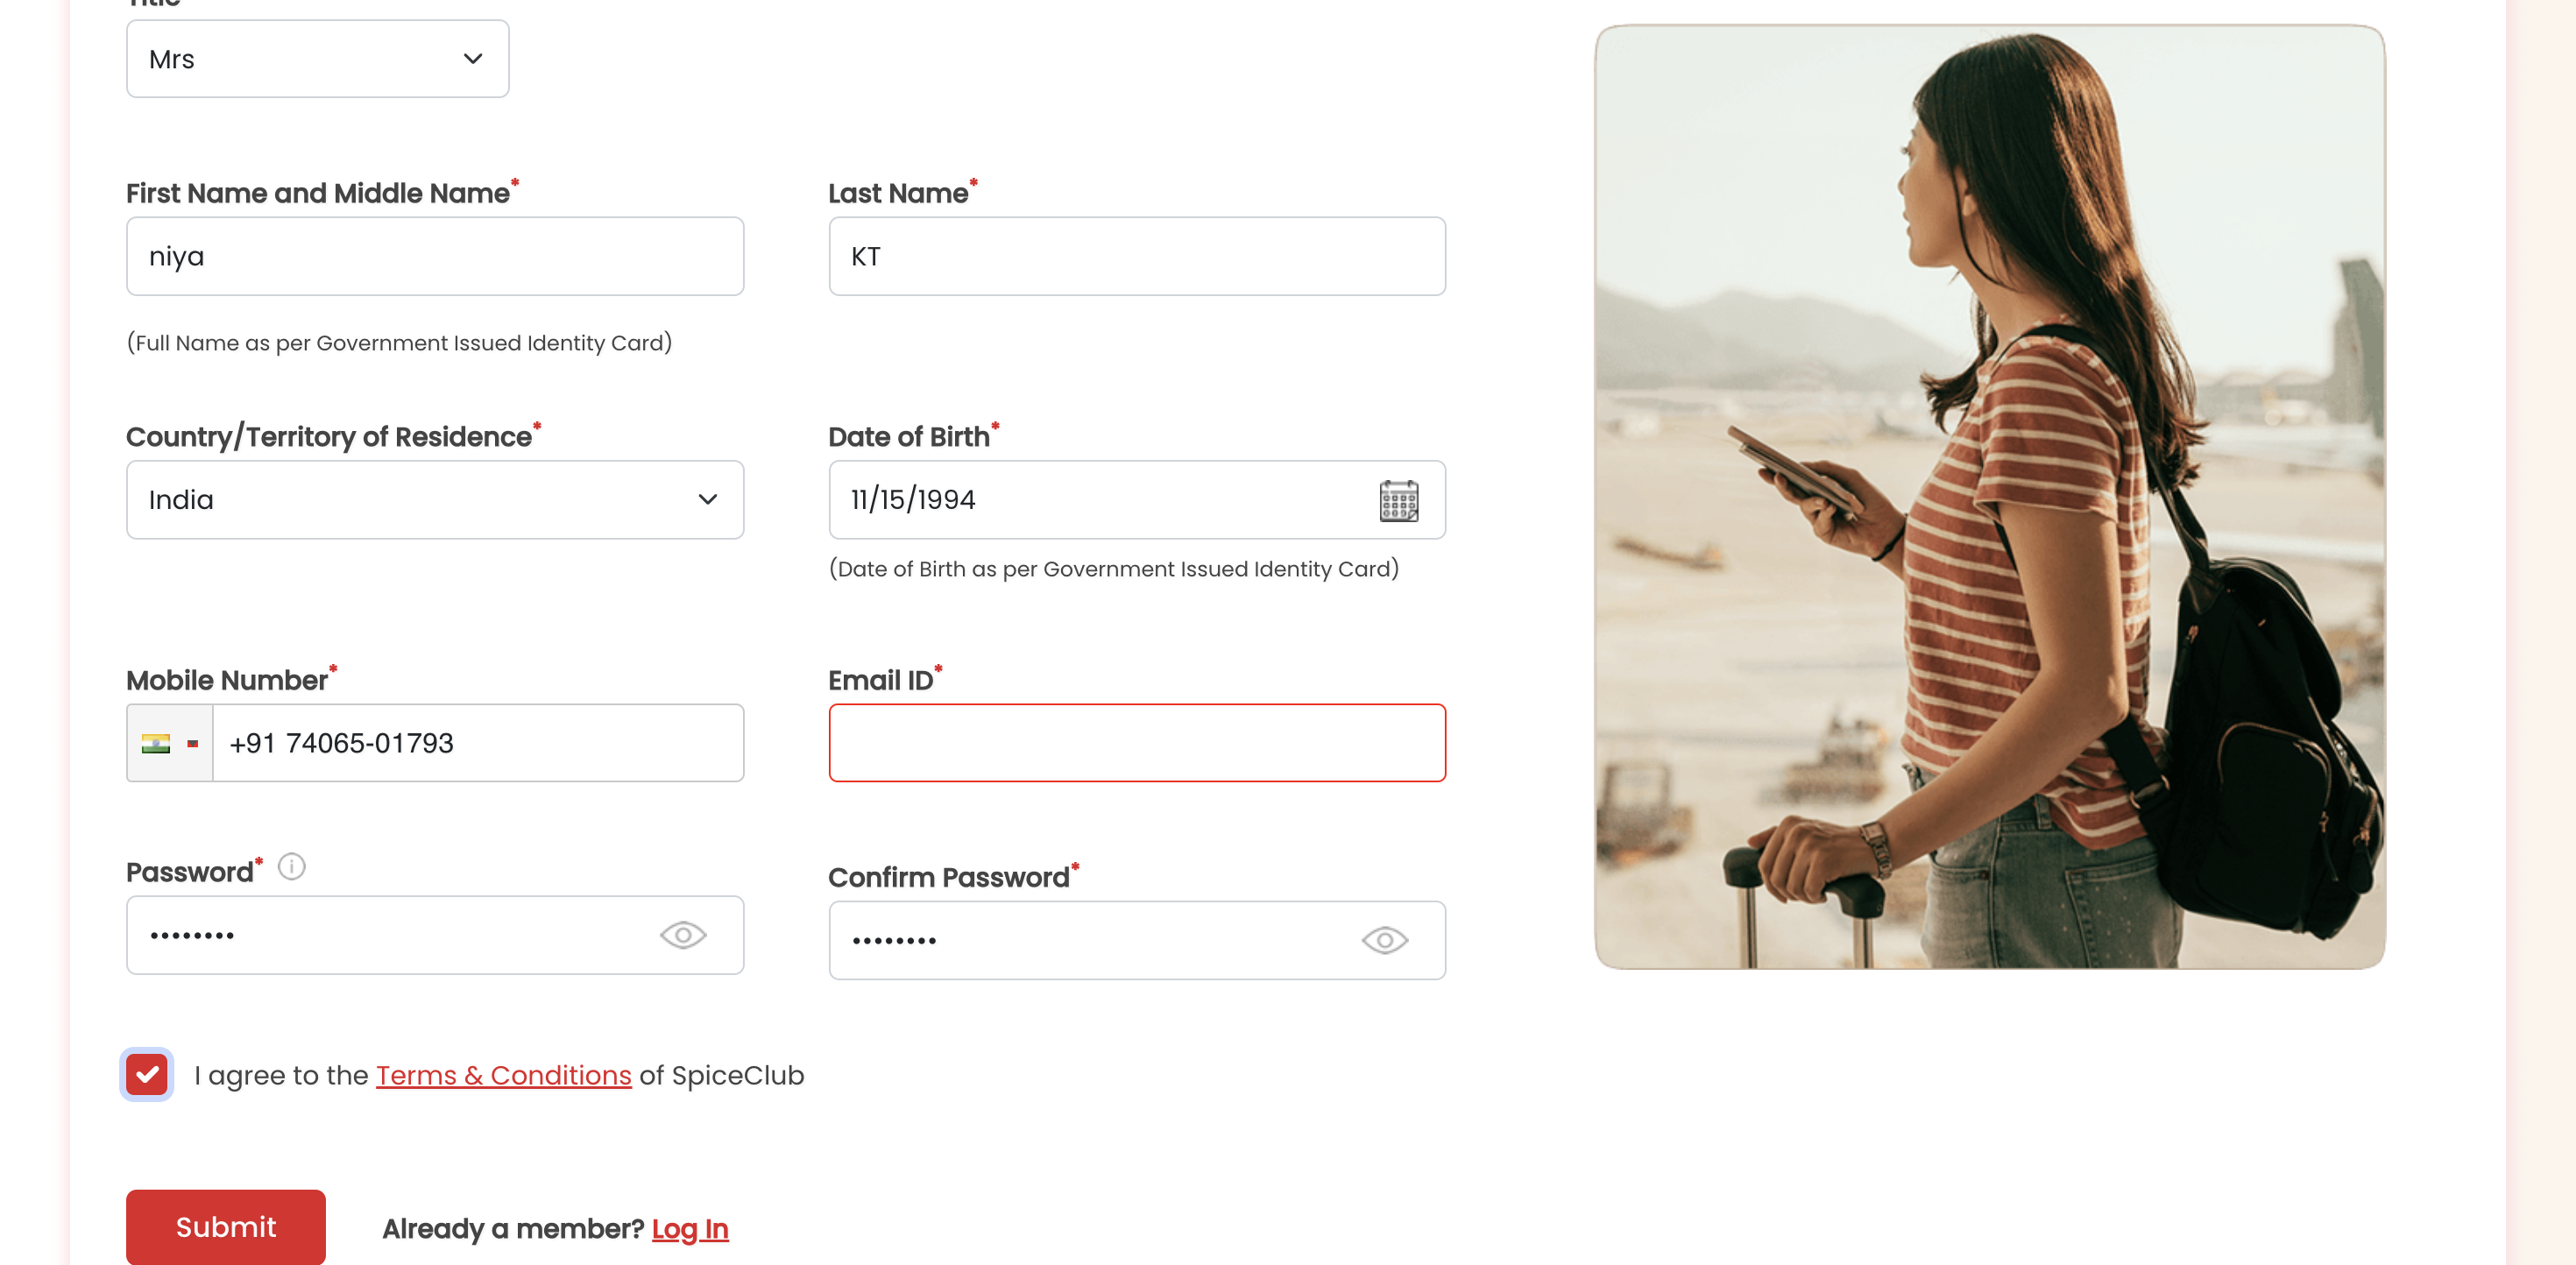 Title
Mrs
First Name and Middle Name*
Last Name*
niya
KT
(Full Name as per Government Issued Identity Card)
Country/Territory of Residence*
Date of Birth*
India
11/15/1994
(Date of Birth as per Government Issued Identity Card)
Mobile Number*
Email ID*
+91 74065-01793
Password*
Confirm Password*
I agree to the Terms & Conditions of SpiceClub
Submit
Already a member? Log In